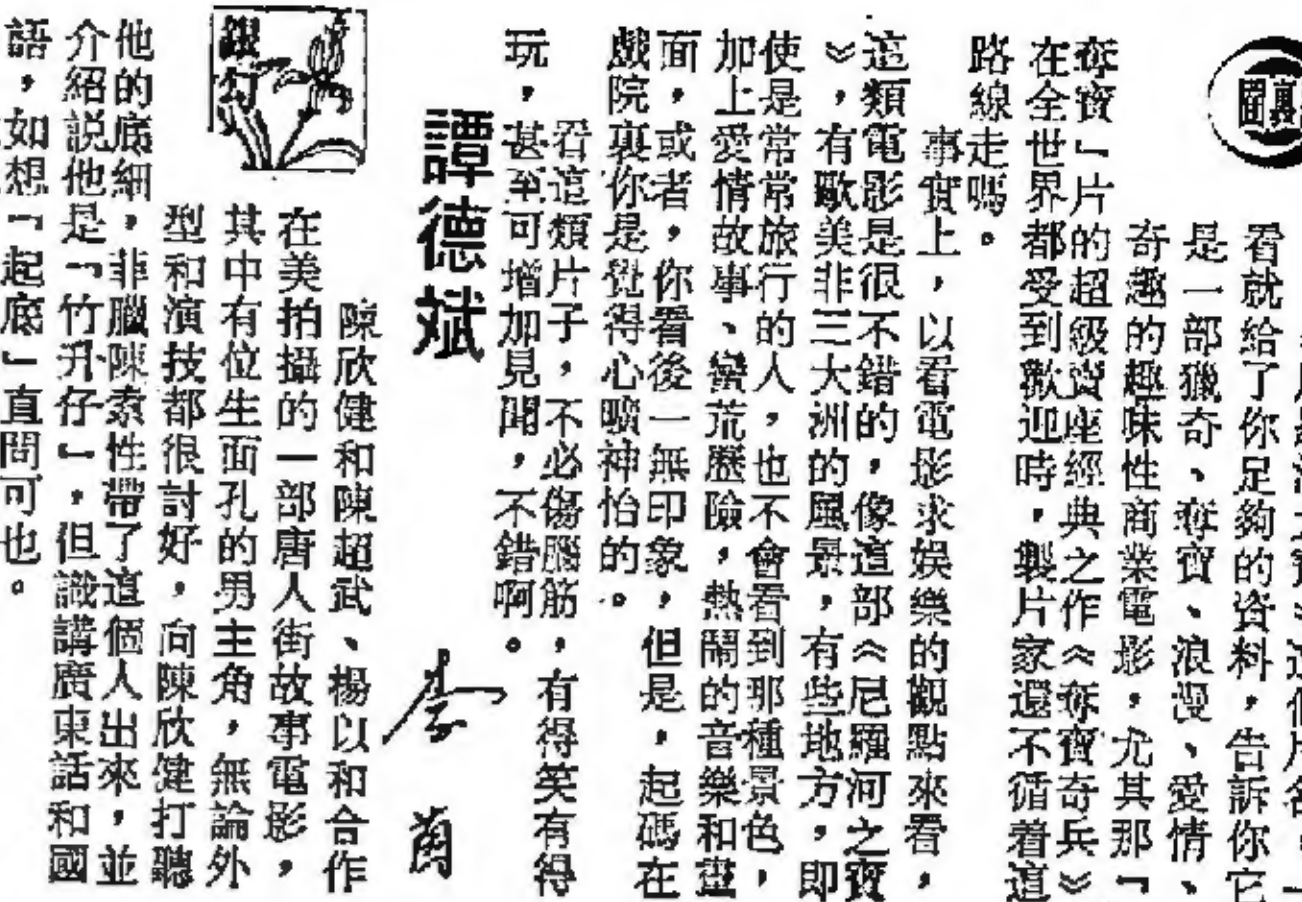 之寶》這個片名，一
看就給了你足夠的資料，告訴你它
是一部獵奇、奪寶、浪漫、愛情、
奇趣的趣味性商業電影，尤其那「
奪寶」片的超級賣座經典之作《奪寶奇兵》
在全世界都受到歡迎時，製片家還不循着這
路線走嗎。
事實上，以看電影求娛樂的觀點來看，
這類電影是很不錯的，像這部《尼羅河之寶
》，有歐美非三大洲的風景，有些地方，即
使是常常旅行的人，也不會看到那種景色，
加上愛情故事、蠻荒歷險，熱鬧的音樂和畫
面，或者，你看後一無印象，但是，起碼在
戲院裏你是覺得心曠神怡的。
看這類片子，不必傷腦筋，有得笑有得
玩，甚至可增加見聞，不錯啊。
譚德斌
銀勾
陳欣健和陳超武、楊以和合作
在美拍攝的一部唐人街故事電影，
其中有位生面孔的男主角，無論外
型和演技都很討好，向陳欣健打聽
他的底細，非臘陳索性帶了這個人出來，並
介紹説他是「竹升仔」，但識講廣東話和國
語，如想「起底」直問可也。